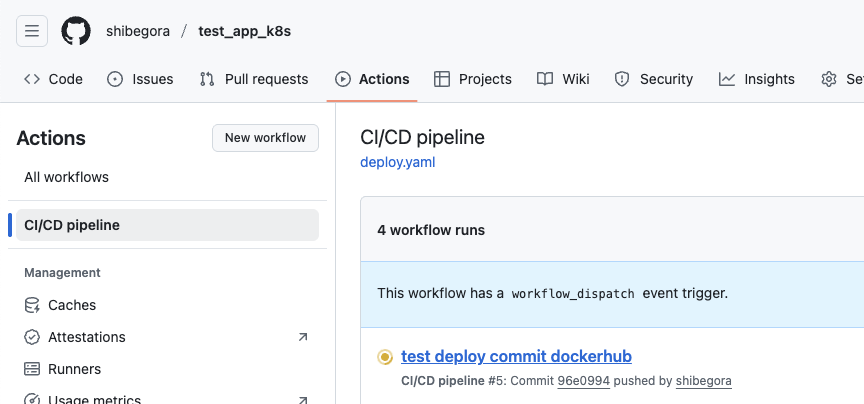 shibegora / test_app_k8s
Code Issues Pull requests Actions Projects Wiki Security Insights
Actions
New workflow
All workflows
CI/CD pipeline
Management
Caches
Attestations
Runners
Usage metrics
CI/CD pipeline
deploy.yaml
4 workflow runs
This workflow has a workflow_dispatch event trigger.
test deploy commit dockerhub
CI/CD pipeline #5: Commit 96e0994 pushed by shibegora